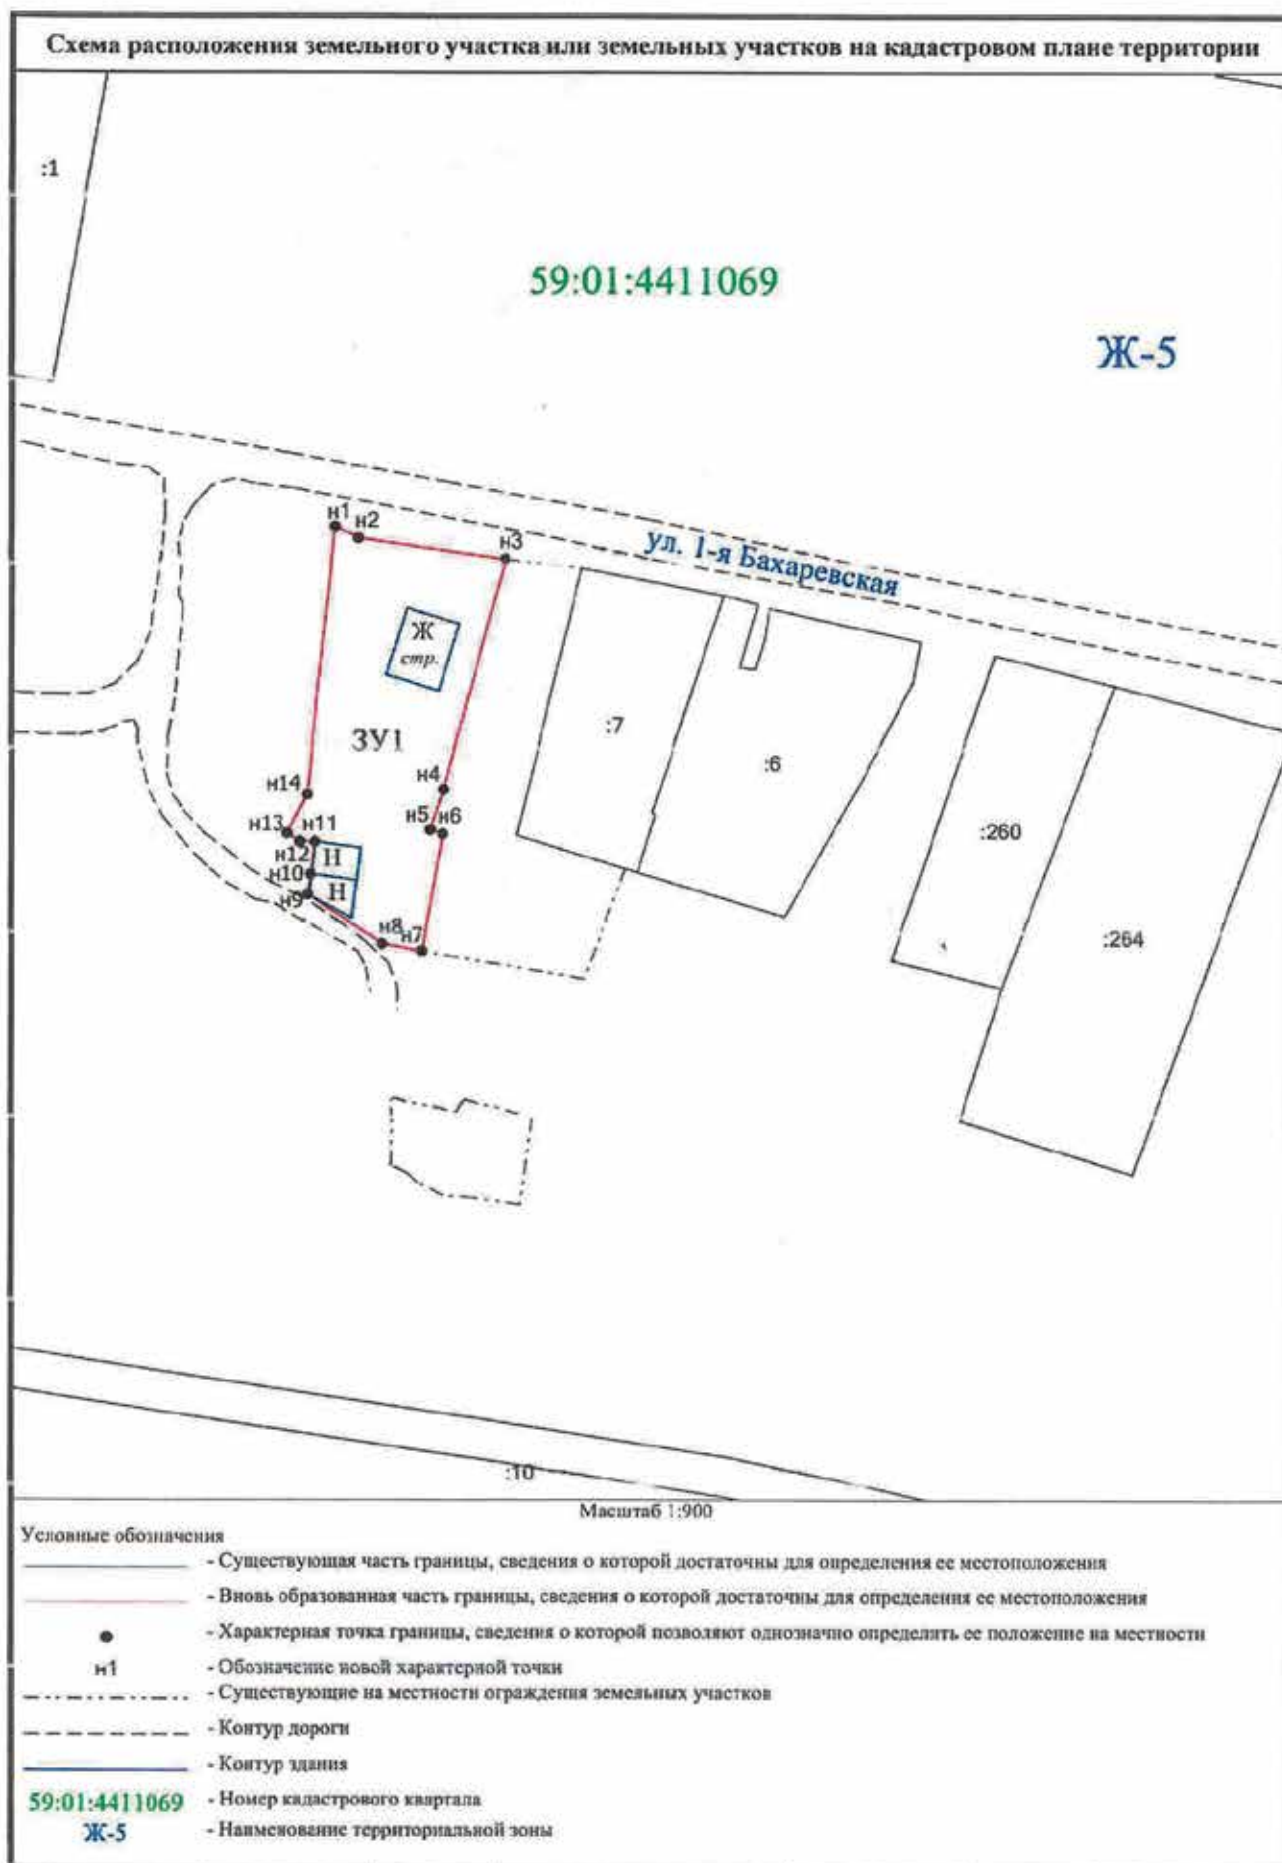 Схема расположения земельного участка или земельных участков на кадастровом плане территории
:1
59:01:4411069
Ж-5
н1
н2
н3
ул. 1-я Бахаревская
Ж
стр.
:7
ЗУ1
:6
н4
н14
н5
н6
н13
н11
:260
н12
Н
н10
Н
н9
н8
н7
:264
:10
Масштаб 1:900
Условные обозначения
- Существующая часть границы, сведения о которой достаточны для определения ее местоположения
- Вновь образованная часть границы, сведения о которой достаточны для определения ее местоположения
- Характерная точка границы, сведения о которой позволяют однозначно определить ее положение на местности
н1 - Обозначение новой характерной точки
- Существующие на местности ограждения земельных участков
- Контур дороги
- Контур здания
59:01:4411069 - Номер кадастрового квартала
Ж-5 - Наименование территориальной зоны